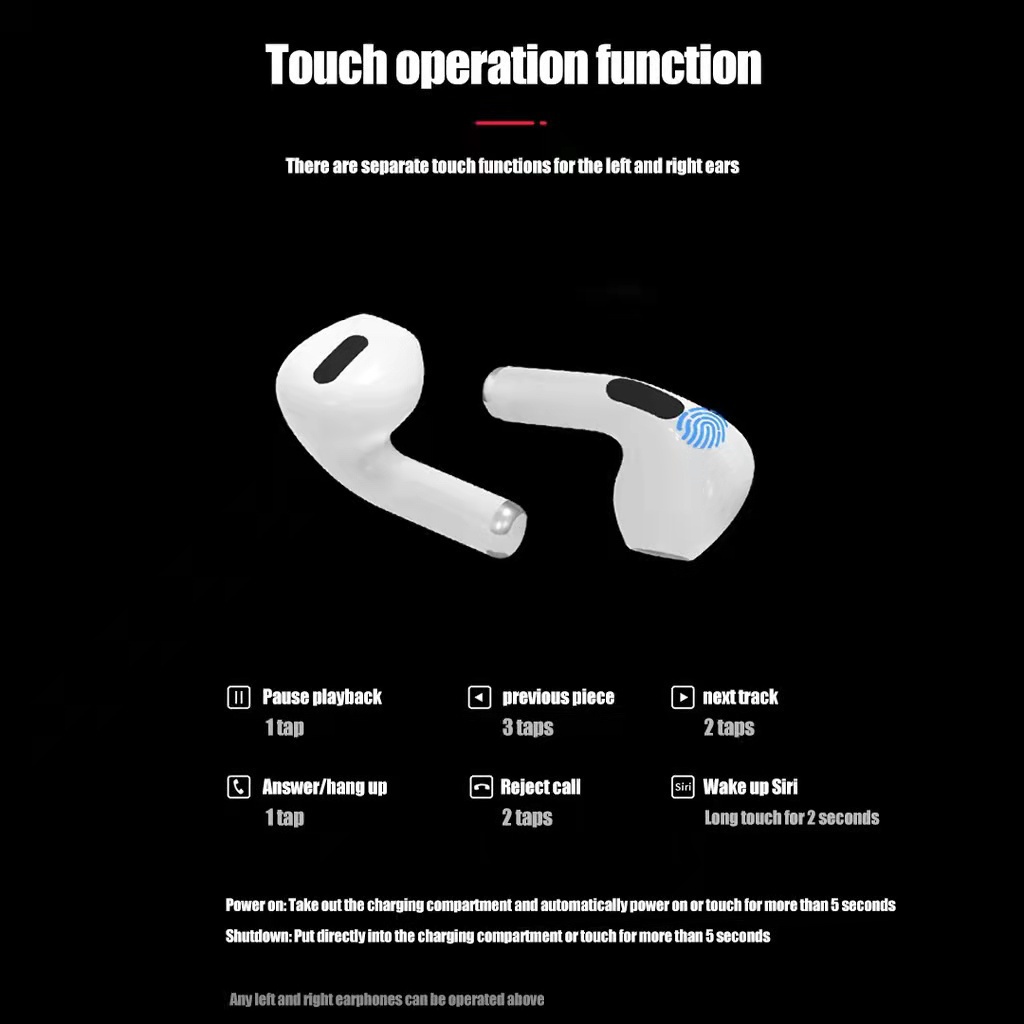 Touch operation function
There are separate touch functions for the left and right ears
Pause playback
1 tap
previous piece
3 taps
next track
2 taps
Answer/hang up
1 tap
Reject call
2 taps
Siri
Wake up Siri
Long touch for 2 seconds
Power on: Take out the charging compartment and automatically power on or touch for more than 5 seconds
Shutdown: Put directly into the charging compartment or touch for more than 5 seconds
Any left and right earphones can be operated above